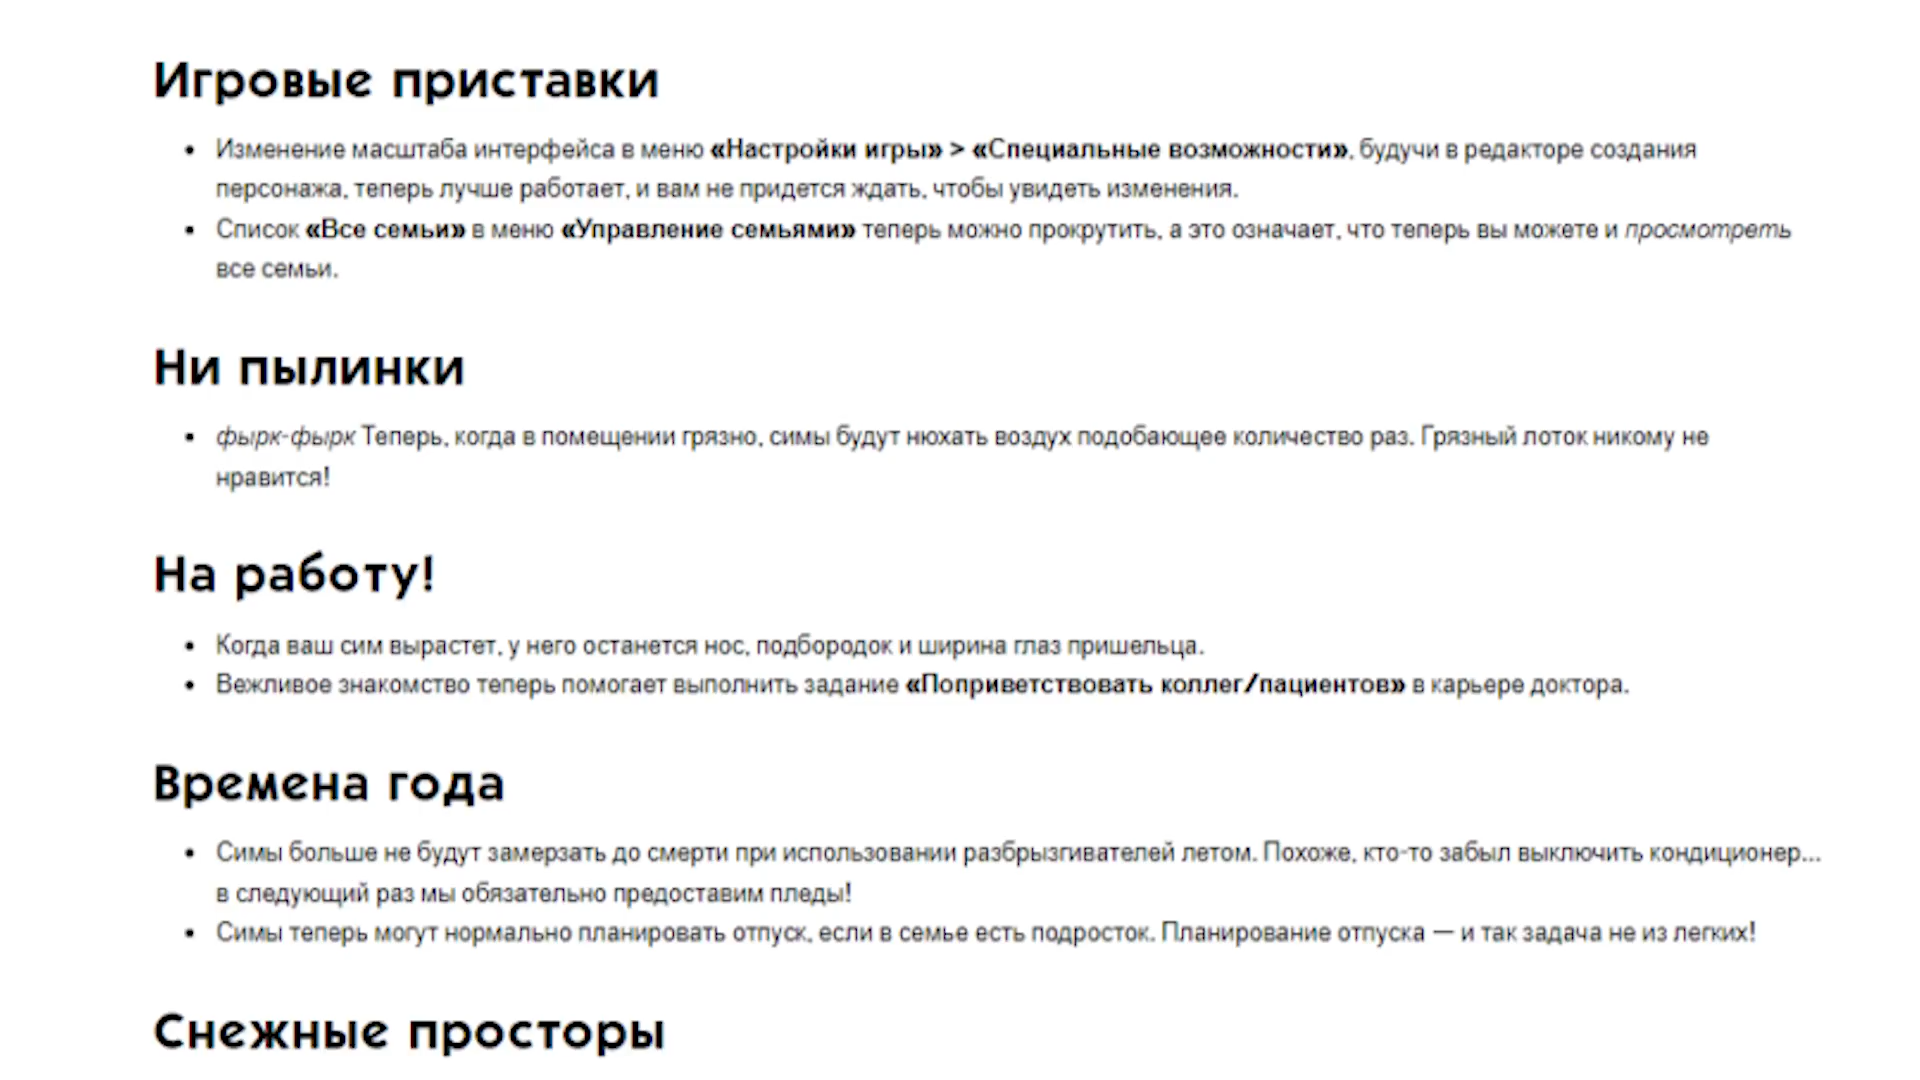 Игровые приставки
• Изменение масштаба интерфейса в меню «Настройки игры» > «Специальные возможности», будучи в редакторе создания
персонажа, теперь лучше работает, и вам не придется ждать, чтобы увидеть изменения.
• Список «Все семьи» в меню «Управление семьями» теперь можно прокрутить, а это означает, что теперь вы можете и просмотреть
все семьи.
Ни пылинки
• фырк-фырк Теперь, когда в помещении грязно, симы будут нюхать воздух подобающее количество раз. Грязный лоток никому не
нравится!
На работу!
• Когда ваш сим вырастет, у него останется нос, подбородок и ширина глаз пришельца.
• Вежливое знакомство теперь помогает выполнить задание «Поприветствовать коллег/пациентов» в карьере доктора.
Времена года
• Симы больше не будут замерзать до смерти при использовании разбрызгивателей летом. Похоже, кто-то забыл выключить кондиционер...
в следующий раз мы обязательно предоставим пледы!
• Симы теперь могут нормально планировать отпуск, если в семье есть подросток. Планирование отпуска — и так задача не из легких!
Снежные просторы